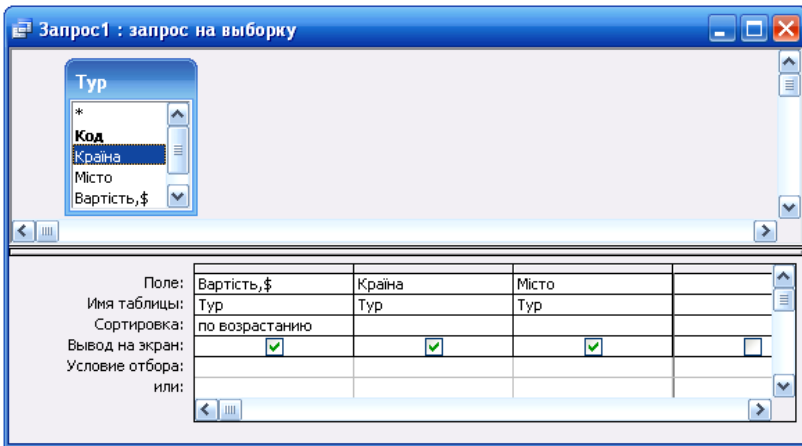 Запрос1 : запрос на выборку
Тур
*
Код
Країна
Місто
Вартість,$
Поле: Вартість,$ Країна Місто
Имя таблицы: Тур Тур Тур
Сортировка: по возрастанию
Вывод на экран:
Условие отбора:
или: